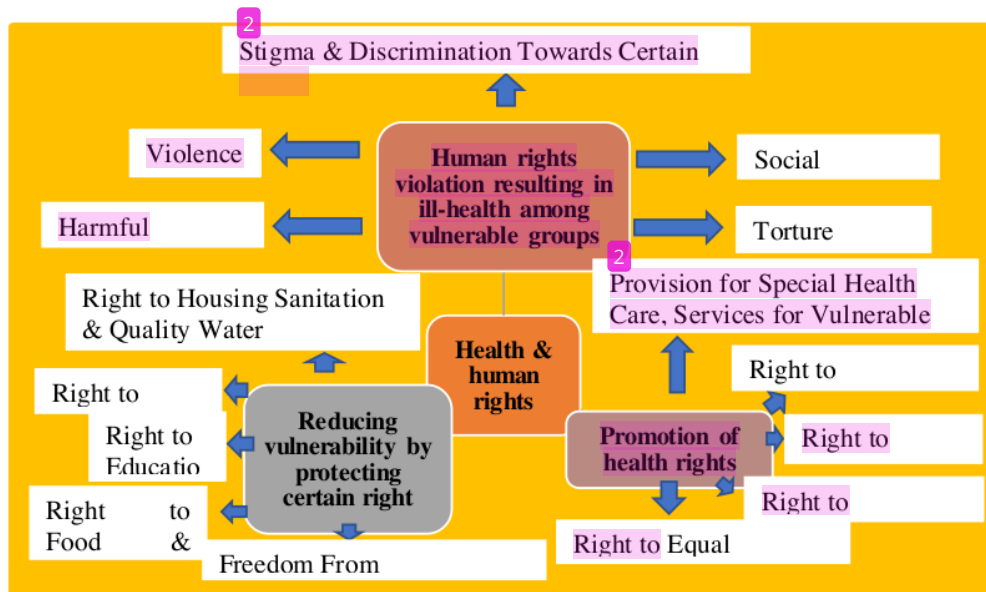 2
Stigma & Discrimination Towards Certain
Violence
Human rights
violation resulting in
ill-health among
vulnerable groups
Social
Harmful
Torture
2
Provision for Special Health
Care, Services for Vulnerable
Right to Housing Sanitation
& Quality Water
Health &
human
rights
Right to
Right to
Reducing
vulnerability by
protecting
certain right
Promotion of
health rights
Right to
Right to
Educatio
Right to
Right to
Food &
Right to Equal
Freedom From